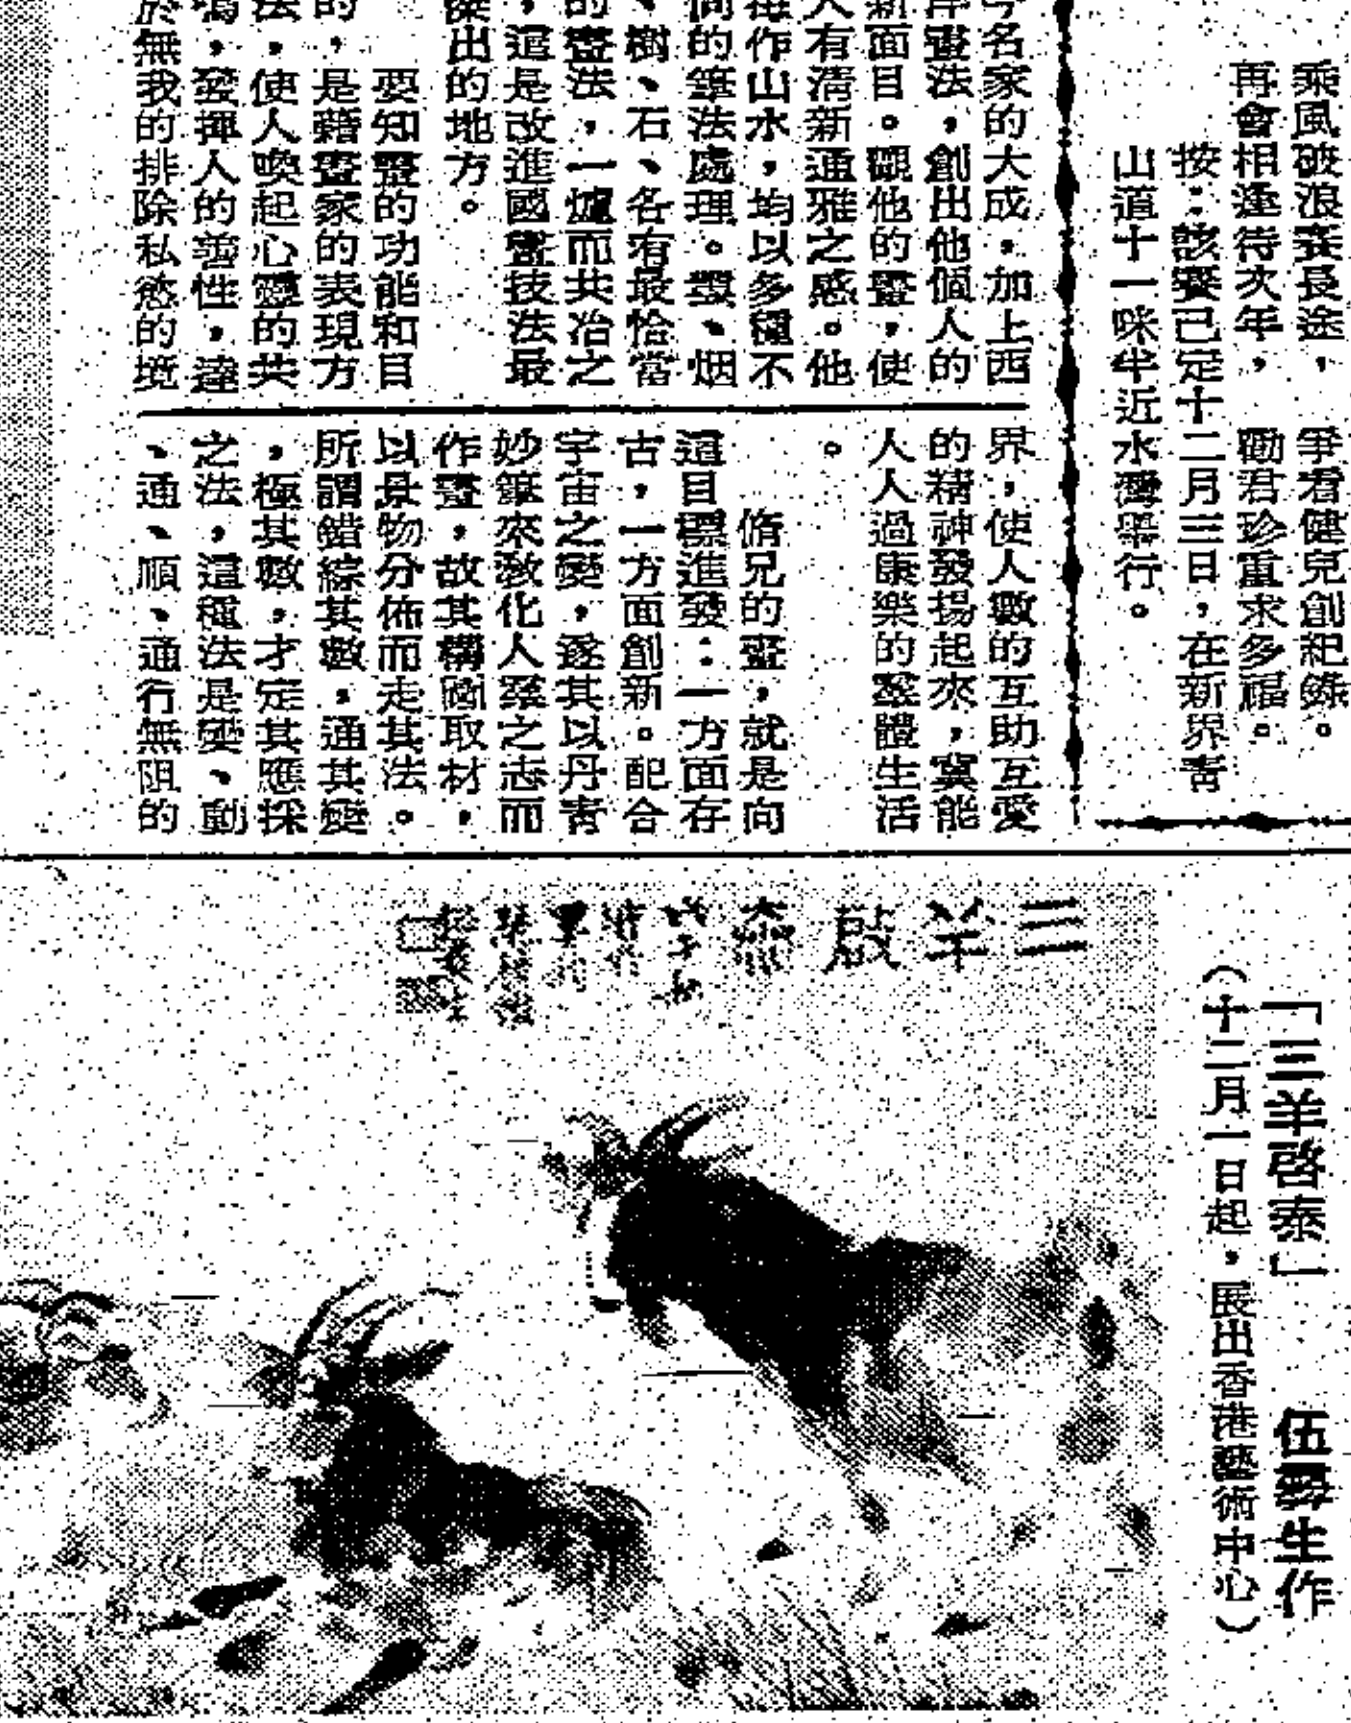 乘風破浪賽長途，　爭看健兒創紀錄。
再會相逢待次年，　勸君珍重求多福。
按：該賽已定十二月三日，在新界青
山道十一咪半近水灣舉行。
今名家的大成，加上西
洋畫法，創出他個人的
新面目。觀他的畫，使
人有清新通雅之感。他
每作山水，均以多種不
同的筆法處理。雲、烟
、樹、石、各有最恰當
的畫法，一爐而共冶之
，這是改進國畫技法最
傑出的地方。
要知畫的功能和目
的，是藉畫家的表現方
法，使人喚起心靈的共
鳴，發揮人的善性，達
於無我的排除私慾的境
界，使人數的互助互愛
的精神發揚起來，冀能
人人過康樂的羣體生活
。
脩兄的畫，就是向
這目標進發：一方面存
古，一方面創新。配合
宇宙之變，遂其以丹青
妙筆來教化人羣之志而
作畫，故其構圖取材，
以景物分佈而走其法。
所謂錯綜其數，通其變
，極其數，才定其應採
之法，這種法是變、動
、通、順、通行無阻的
「三羊啓泰」　伍彝生作
（十二月一日起，展出香港藝術中心）
三羊啟泰